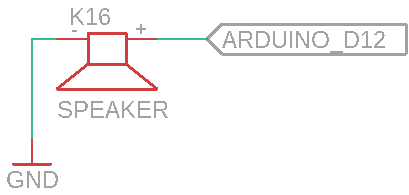 K16
- +
ARDUINO_D12
SPEAKER
GND